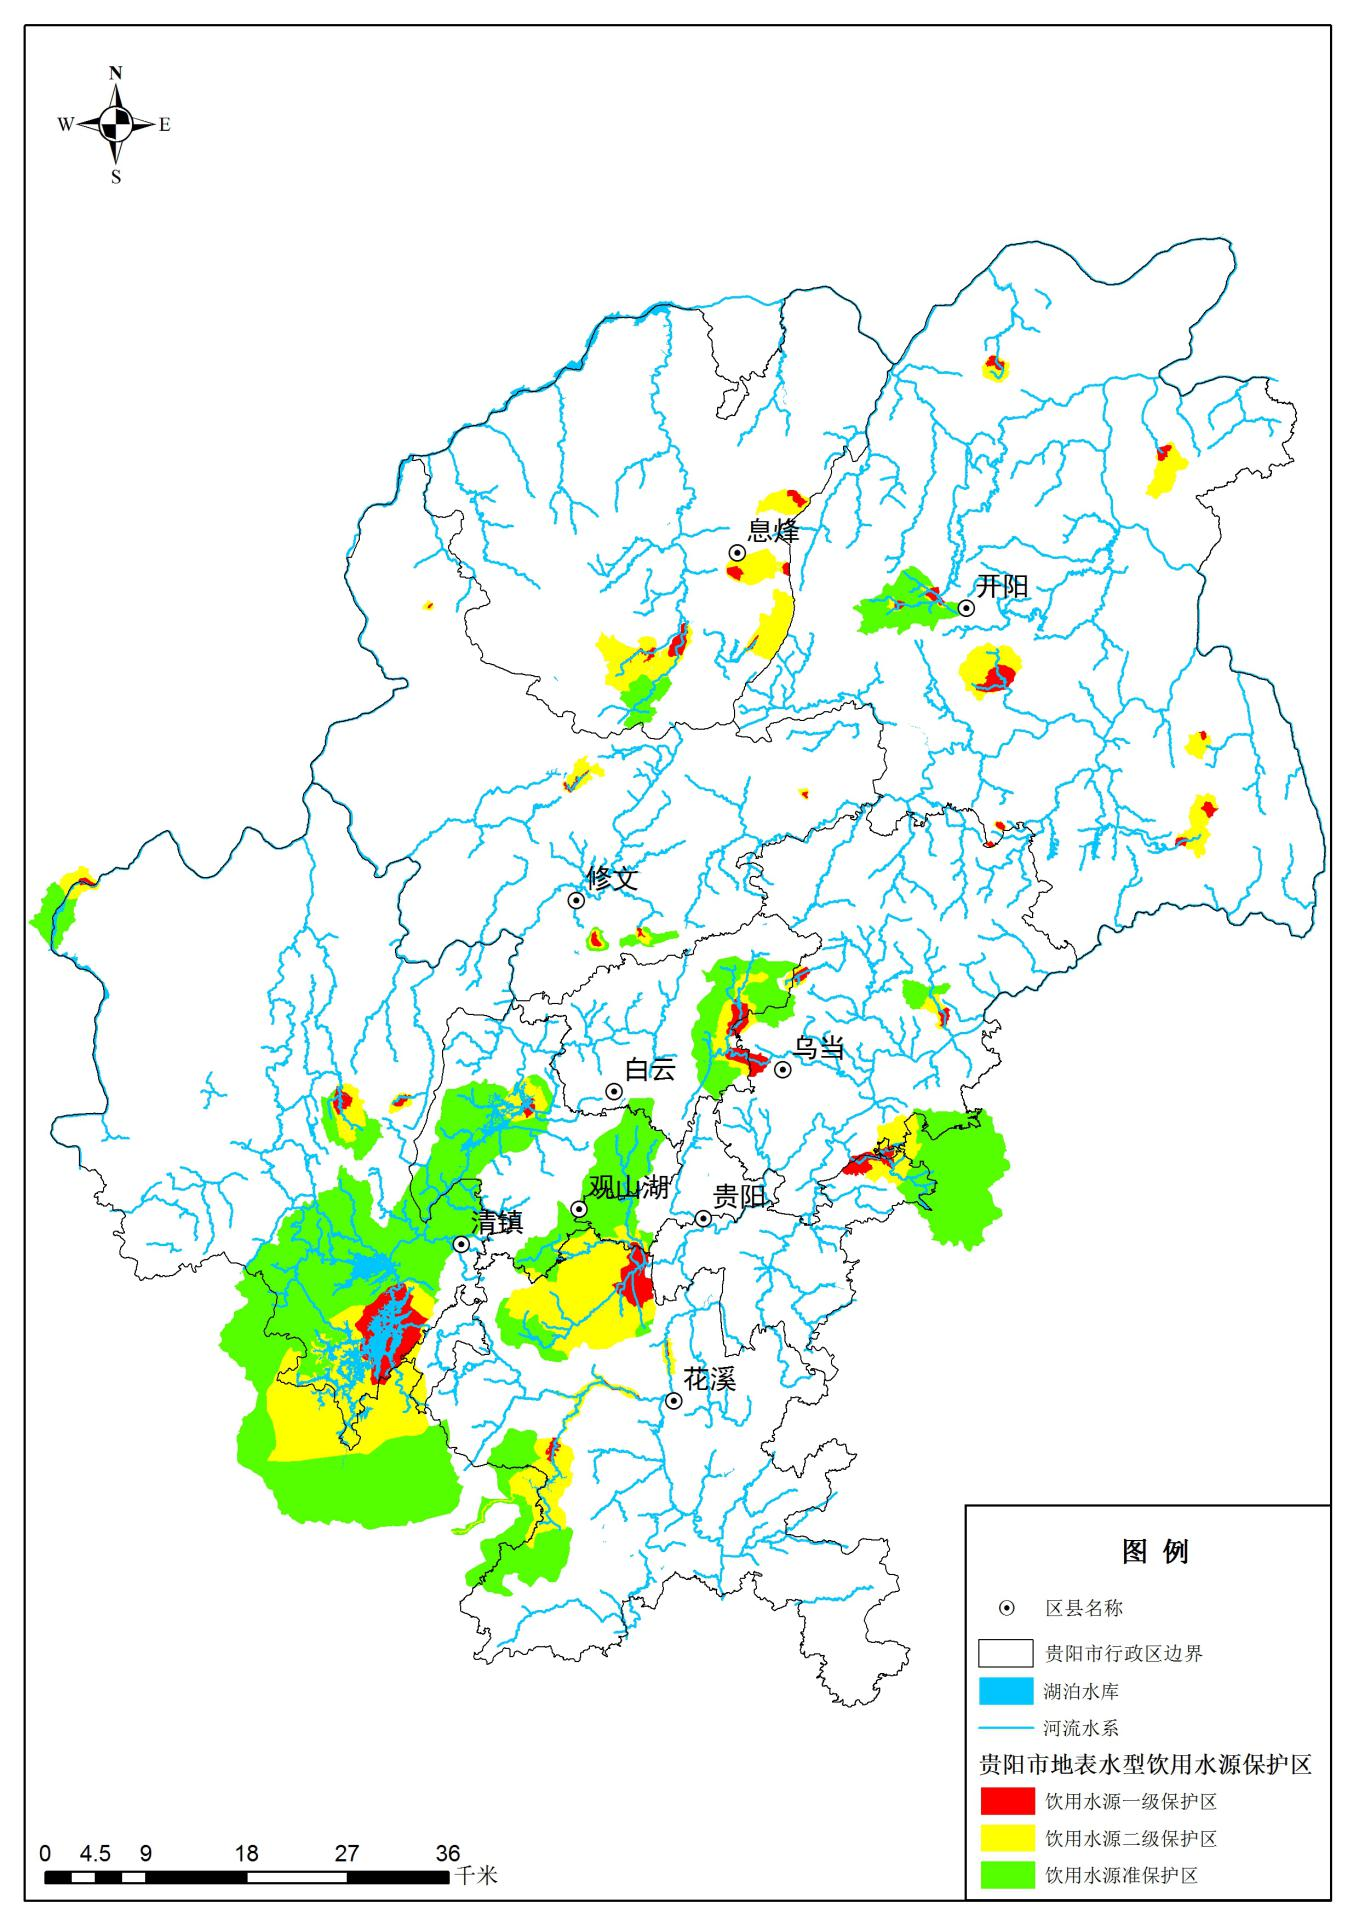 N
W E
S
息烽
开阳
修文
乌当
白云
观山湖
贵阳
清镇
花溪
图 例
区县名称
贵阳市行政区边界
湖泊水库
河流水系
贵阳市地表水型饮用水源保护区
饮用水源一级保护区
饮用水源二级保护区
饮用水源准保护区
0 4.5 9 18 27 36
千米